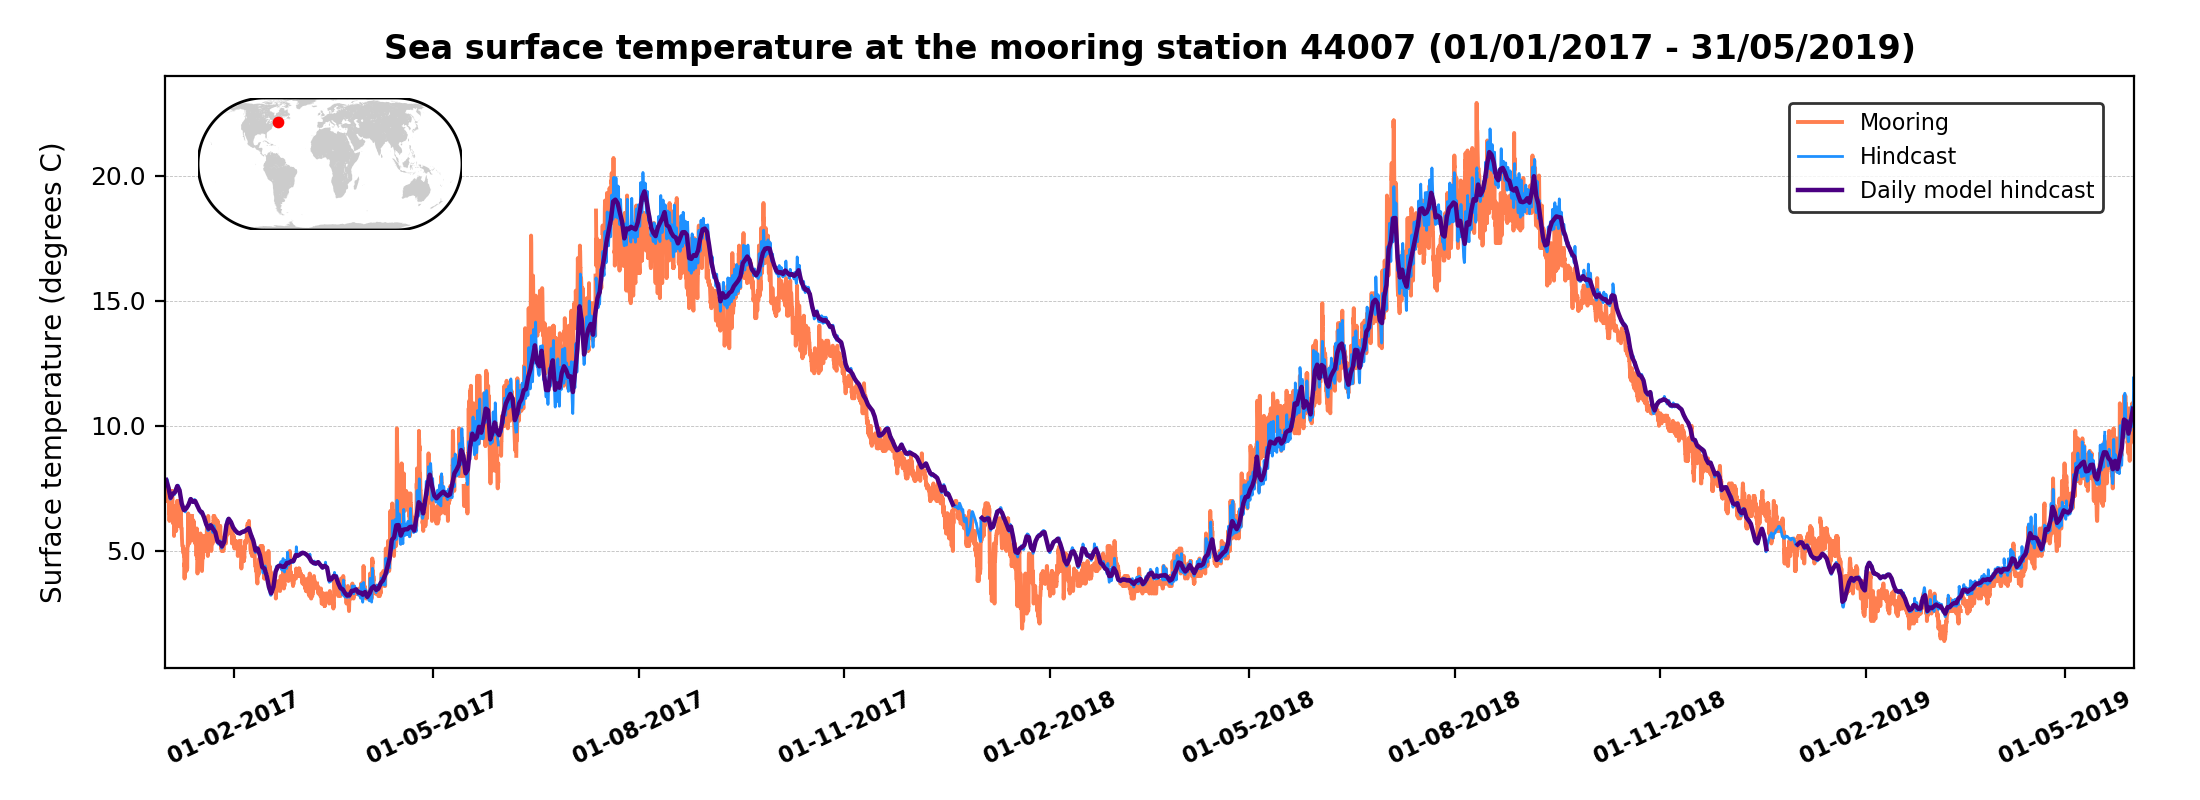 Sea surface temperature at the mooring station 44007 (01/01/2017 - 31/05/2019)
Surface temperature (degrees C)
20.0
15.0
10.0
5.0
Mooring
Hindcast
Daily model hindcast
01-02-2017
01-05-2017
01-08-2017
01-11-2017
01-02-2018
01-05-2018
01-08-2018
01-11-2018
01-02-2019
01-05-2019